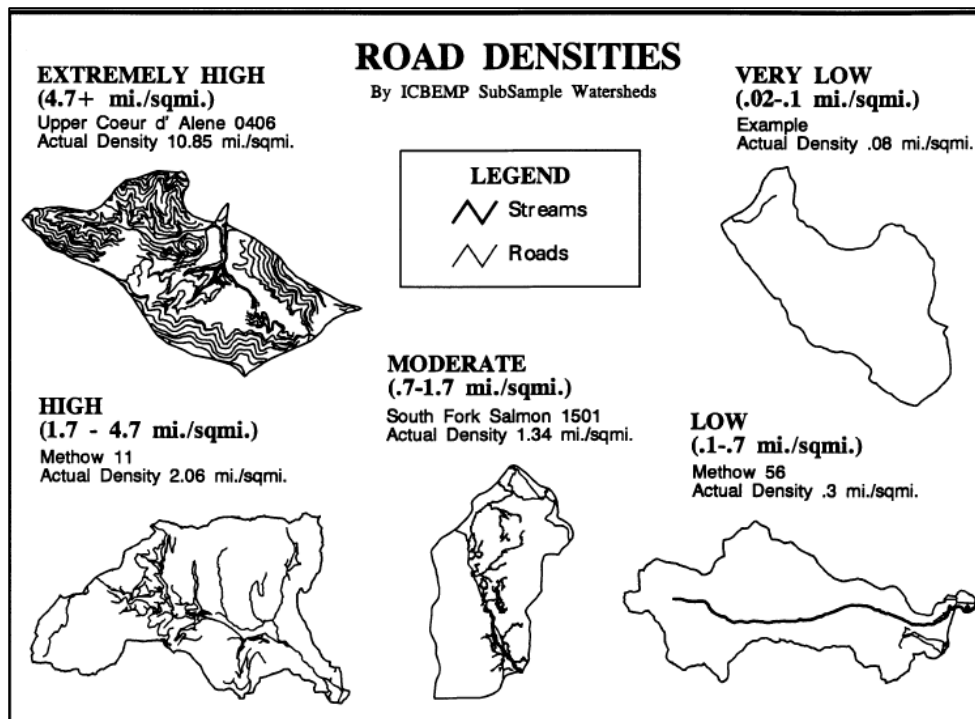 ROAD DENSITIES
By ICBEMP SubSample Watersheds
EXTREMELY HIGH
(4.7+ mi./sqmi.)
Upper Coeur d' Alene 0406
Actual Density 10.85 mi./sqmi.
VERY LOW
(.02-.1 mi./sqmi.)
Example
Actual Density .08 mi./sqmi.
LEGEND
Streams
Roads
HIGH
(1.7 - 4.7 mi./sqmi.)
Methow 11
Actual Density 2.06 mi./sqmi.
MODERATE
(.7-1.7 mi./sqmi.)
South Fork Salmon 1501
Actual Density 1.34 mi./sqmi.
LOW
(.1-.7 mi./sqmi.)
Methow 56
Actual Density .3 mi./sqmi.